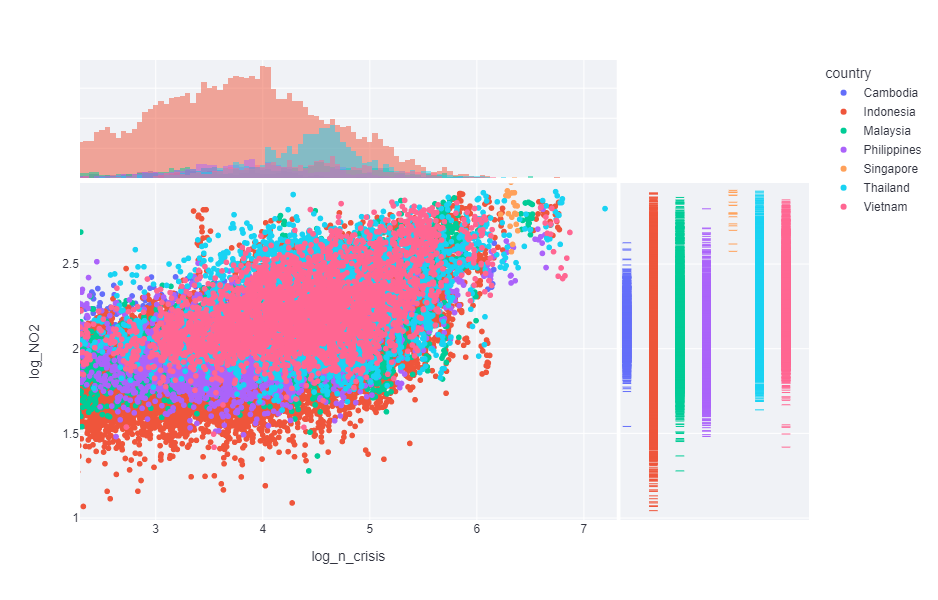 country
Cambodia
Indonesia
Malaysia
Philippines
Singapore
Thailand
Vietnam
log_NO2
2.5
2
1.5
1
3
4
5
6
7
log_n_crisis